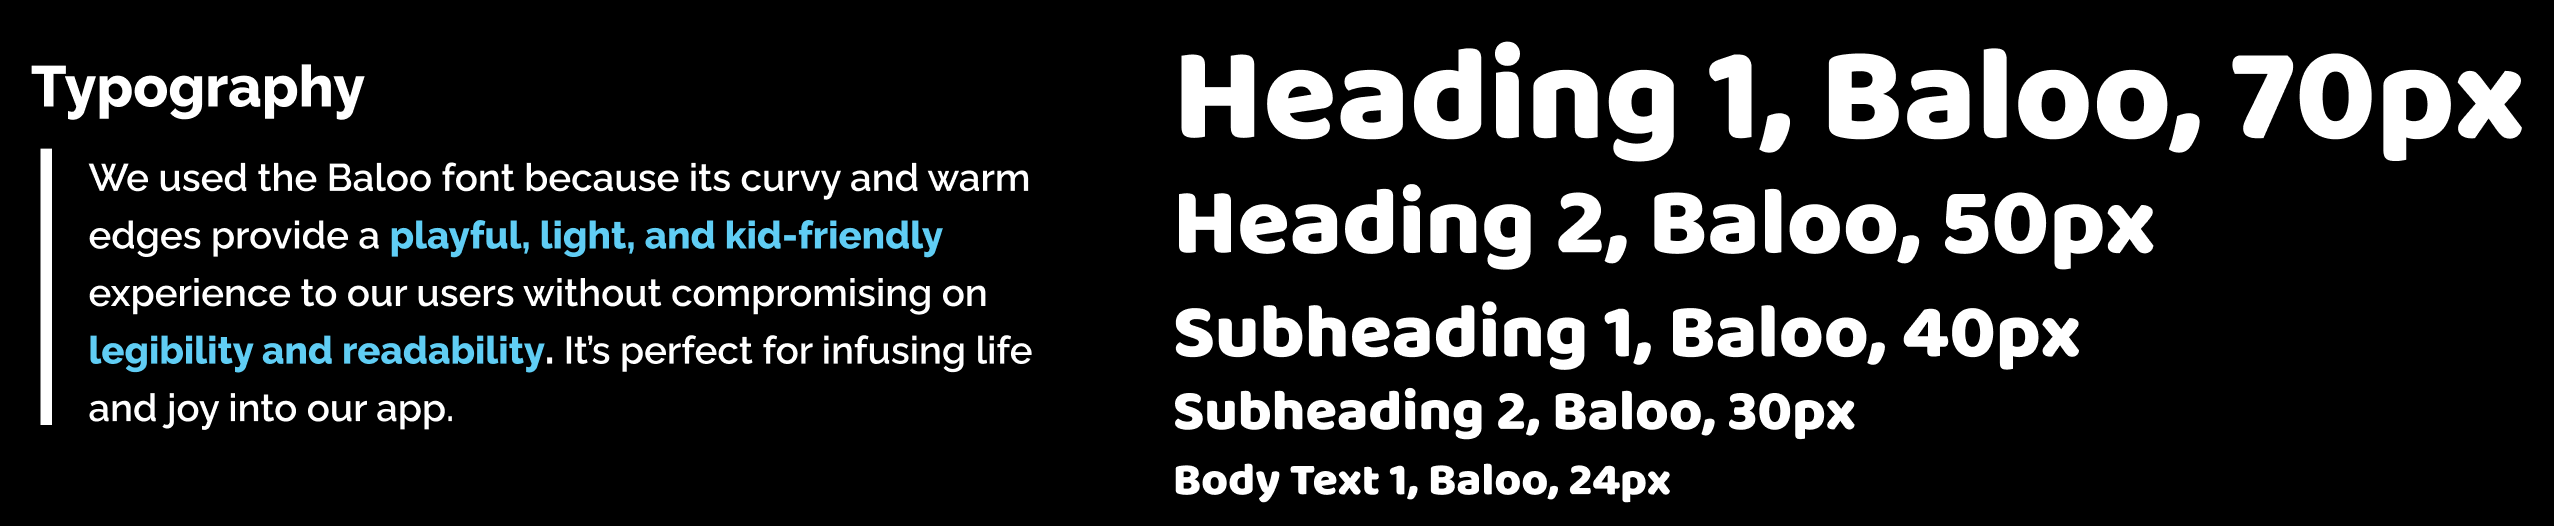 Typography
We used the Baloo font because its curvy and warm
edges provide a playful, light, and kid-friendly
experience to our users without compromising on
legibility and readability. It’s perfect for infusing life
and joy into our app.
Heading 1, Baloo, 70px
Heading 2, Baloo, 50px
Subheading 1, Baloo, 40px
Subheading 2, Baloo, 30px
Body Text 1, Baloo, 24px